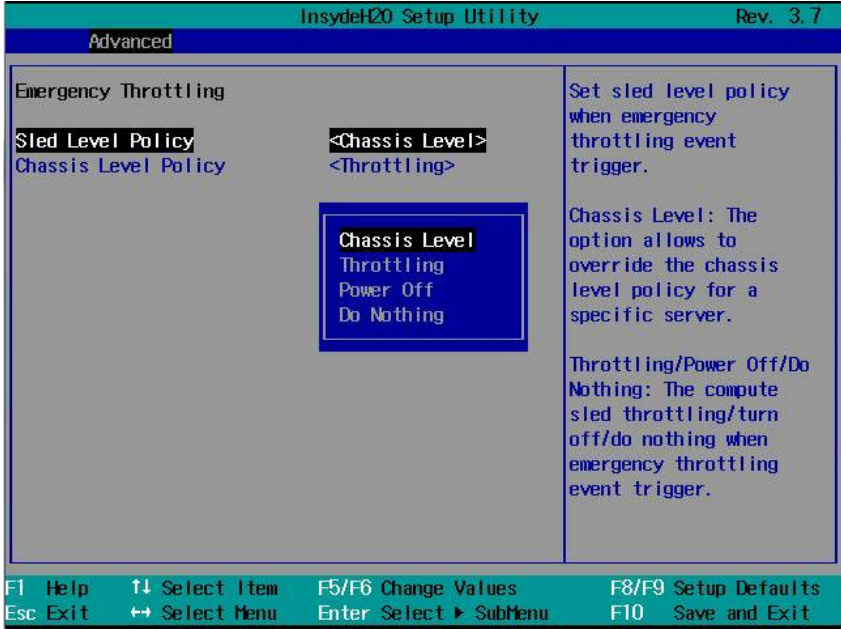 InsydeH2O Setup Utility Rev. 3.7
Advanced
Emergency Throttling
Sled Level Policy <Chassis Level>
Chassis Level Policy <Throttling>
Chassis Level
Throttling
Power Off
Do Nothing
Set sled level policy
when emergency
throttling event
trigger.
Chassis Level: The
option allows to
override the chassis
level policy for a
specific server.
Throttling/Power Off/Do
Nothing: The compute
sled throttling/turn
off/do nothing when
emergency throttling
event trigger.
F1 Help ↑↓ Select Item F5/F6 Change Values F8/F9 Setup Defaults
Esc Exit ↔ Select Menu Enter Select ▶ SubMenu F10 Save and Exit